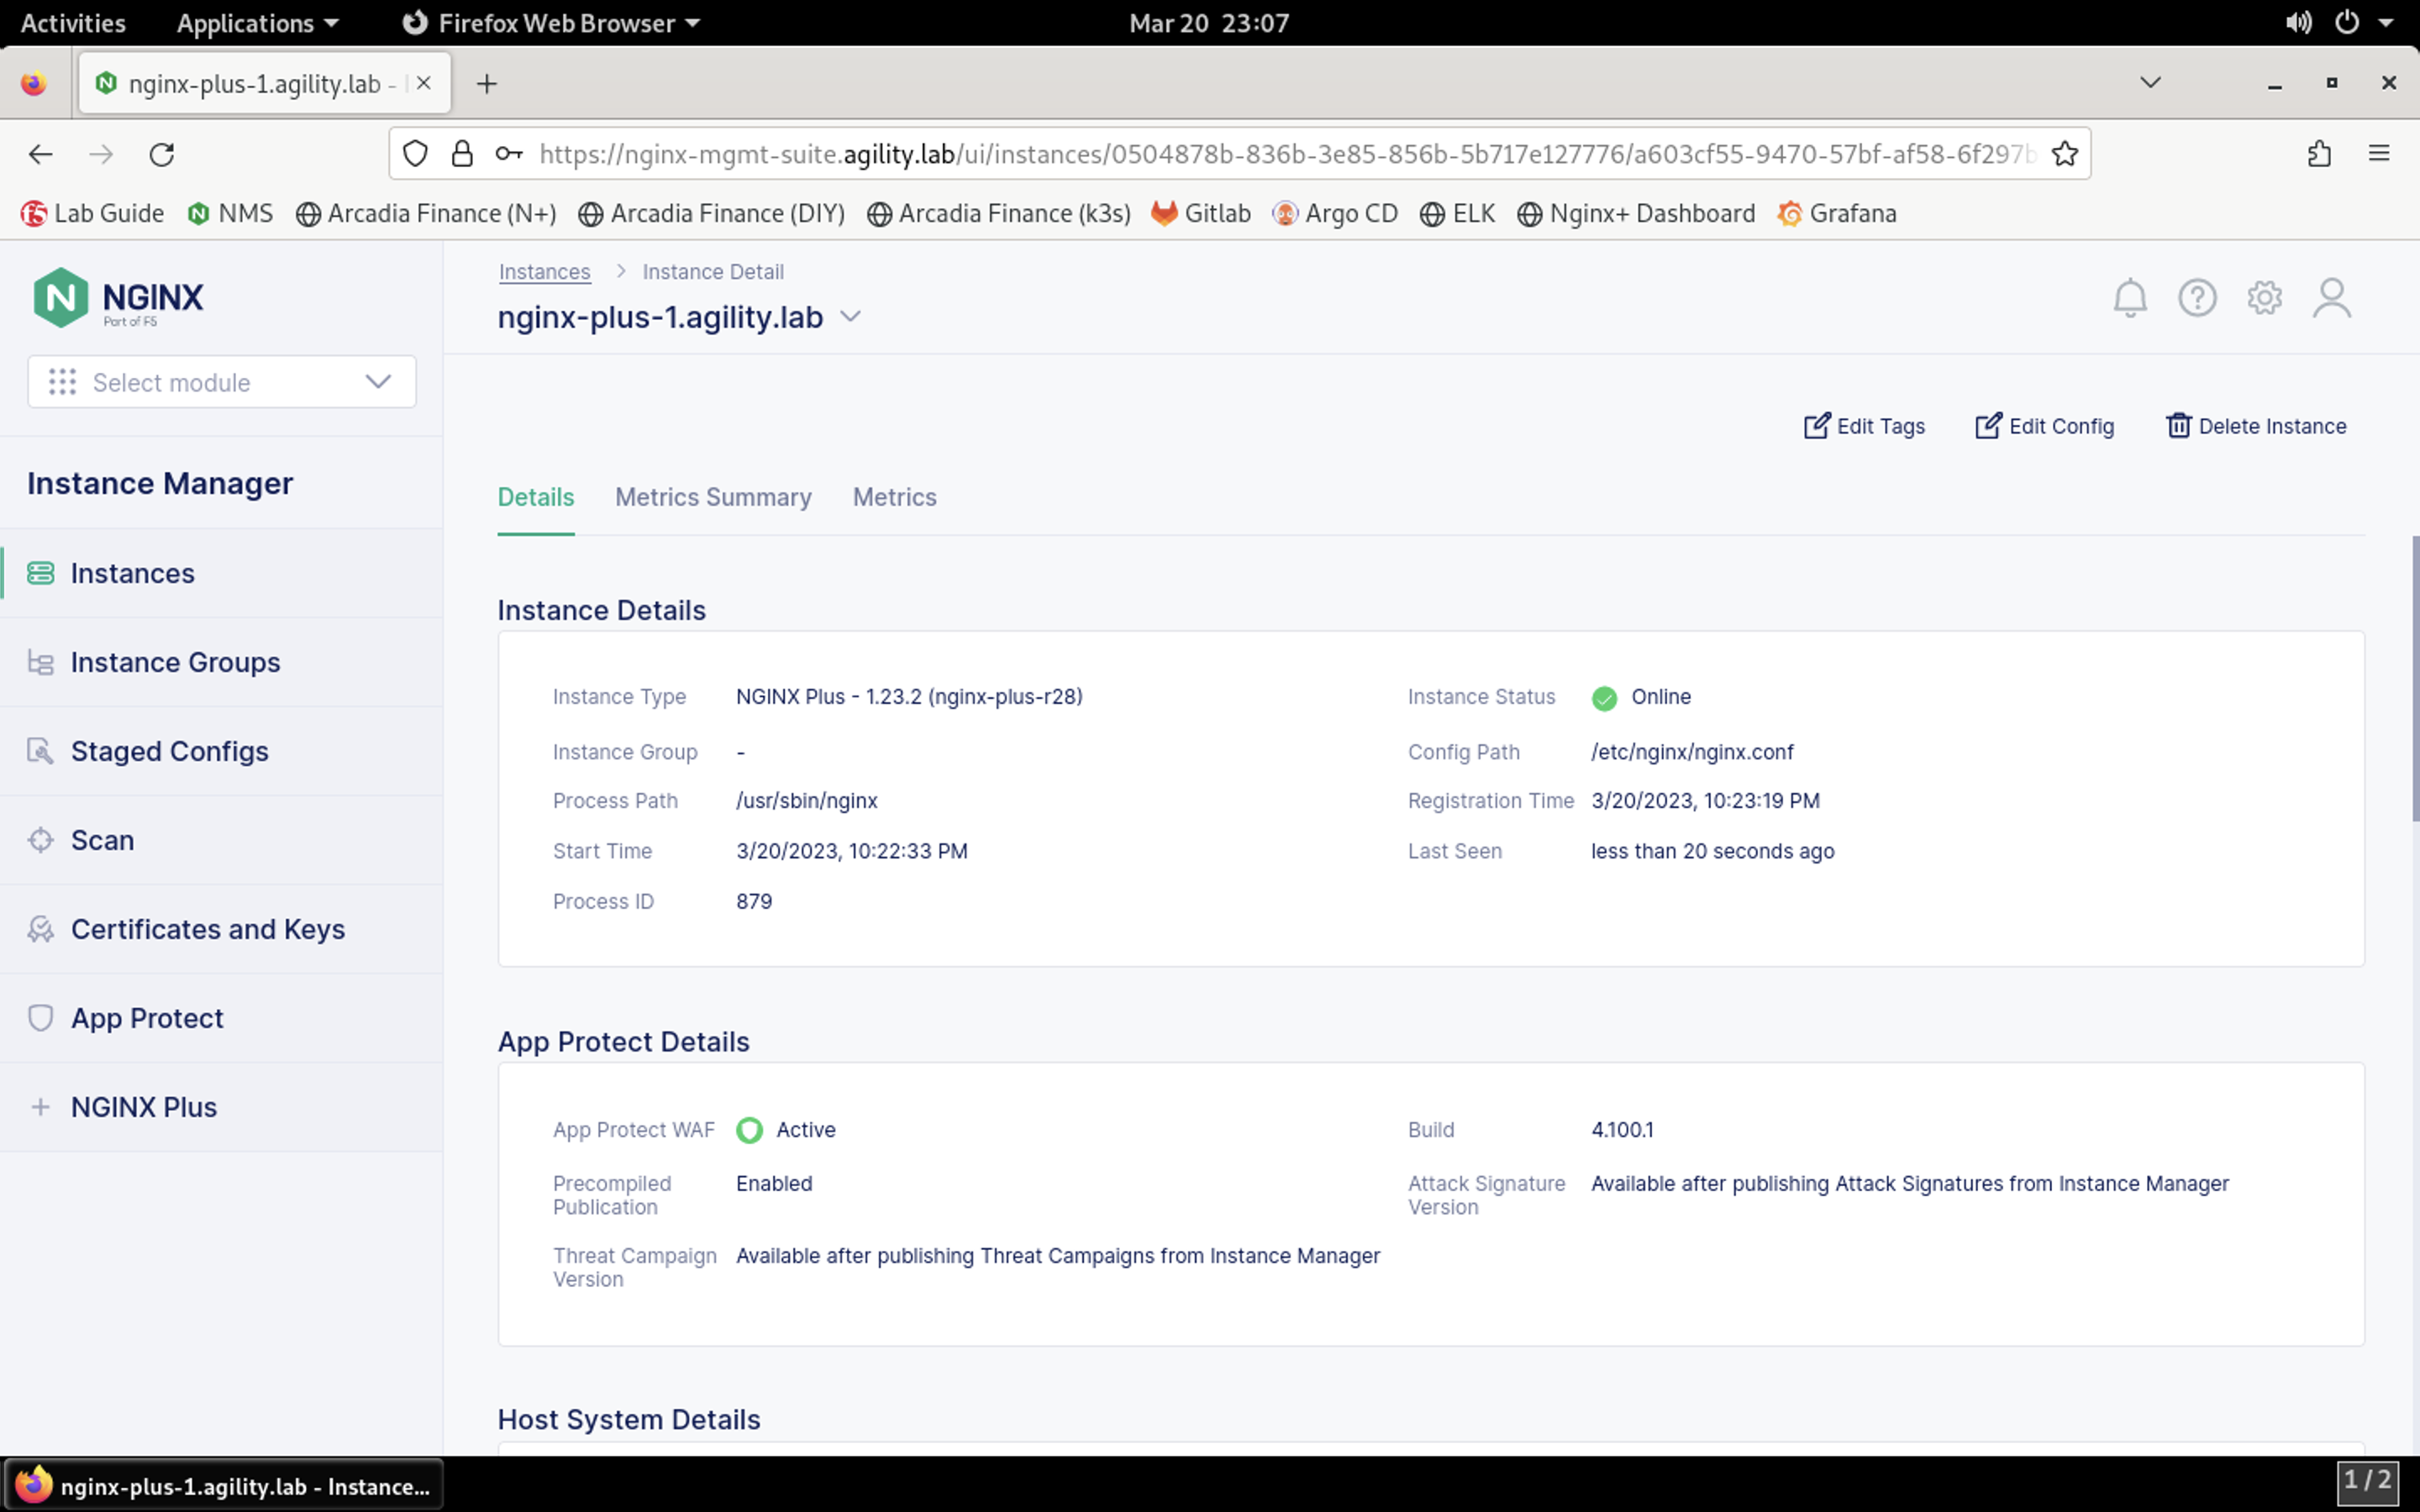 Activities Applications Firefox Web Browser Mar 20 23:07
nginx-plus-1.agility.lab -
https://nginx-mgmt-suite.agility.lab/ui/instances/0504878b-836b-3e85-856b-5b717e127776/a603cf55-9470-57bf-af58-6f297b
Lab Guide NMS Arcadia Finance (N+) Arcadia Finance (DIY) Arcadia Finance (k3s) Gitlab Argo CD ELK Nginx+ Dashboard Grafana
NGINX
Part of F5
Select module
Instance Manager
Instances
Instance Groups
Staged Configs
Scan
Certificates and Keys
App Protect
NGINX Plus
Instances > Instance Detail
nginx-plus-1.agility.lab
Edit Tags Edit Config Delete Instance
Details Metrics Summary Metrics
Instance Details
Instance Type NGINX Plus - 1.23.2 (nginx-plus-r28)
Instance Status Online
Instance Group -
Config Path /etc/nginx/nginx.conf
Process Path /usr/sbin/nginx
Registration Time 3/20/2023, 10:23:19 PM
Start Time 3/20/2023, 10:22:33 PM
Last Seen less than 20 seconds ago
Process ID 879
App Protect Details
App Protect WAF Active
Build 4.100.1
Precompiled
Publication
Enabled
Attack Signature
Version
Available after publishing Attack Signatures from Instance Manager
Threat Campaign
Version
Available after publishing Threat Campaigns from Instance Manager
Host System Details
nginx-plus-1.agility.lab - Instance...
1 / 2